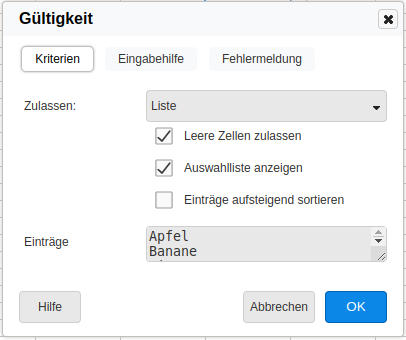 Gültigkeit
Kriterien Eingabehilfe Fehlermeldung
Zulassen: Liste
Leere Zellen zulassen
Auswahlliste anzeigen
Einträge aufsteigend sortieren
Einträge Apfel
Banane
Hilfe Abbrechen OK